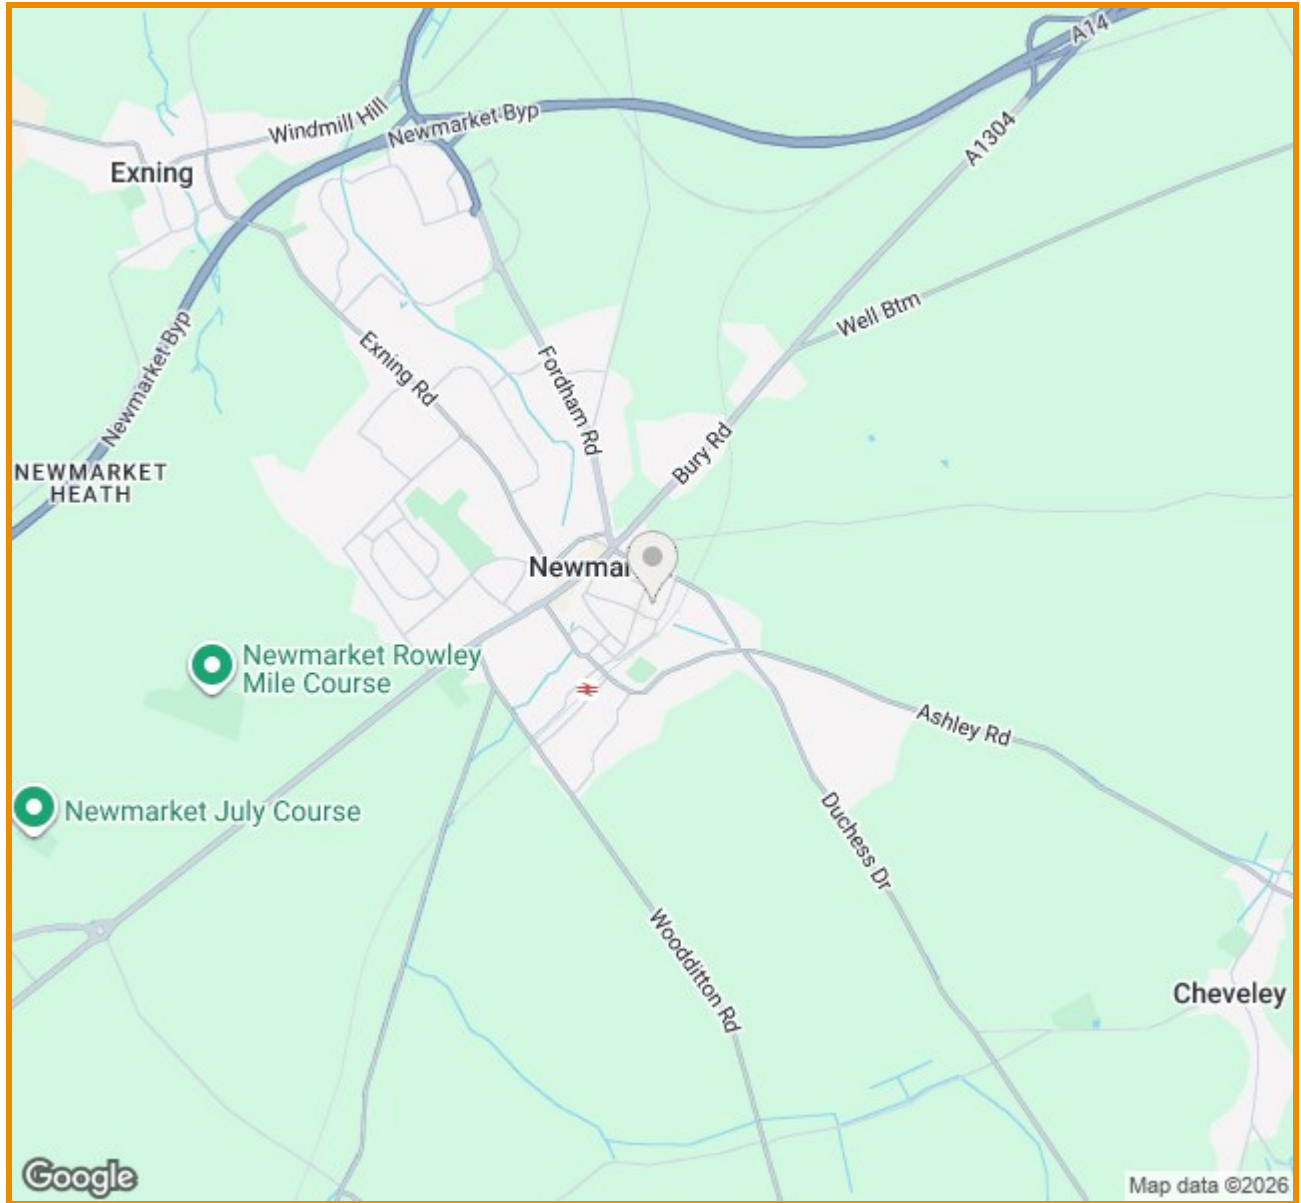 A14
Windmill Hill
Newmarket Byp
A1304
Exning
Well Btm
Newmarket Byp
Exning Rd
Fordham Rd
Bury Rd
NEWMARKET
HEATH
Newmar
Newmarket Rowley
Mile Course
Ashley Rd
Newmarket July Course
Duchess Dr
Woodditton Rd
Cheveley
Google
Map data ©2026